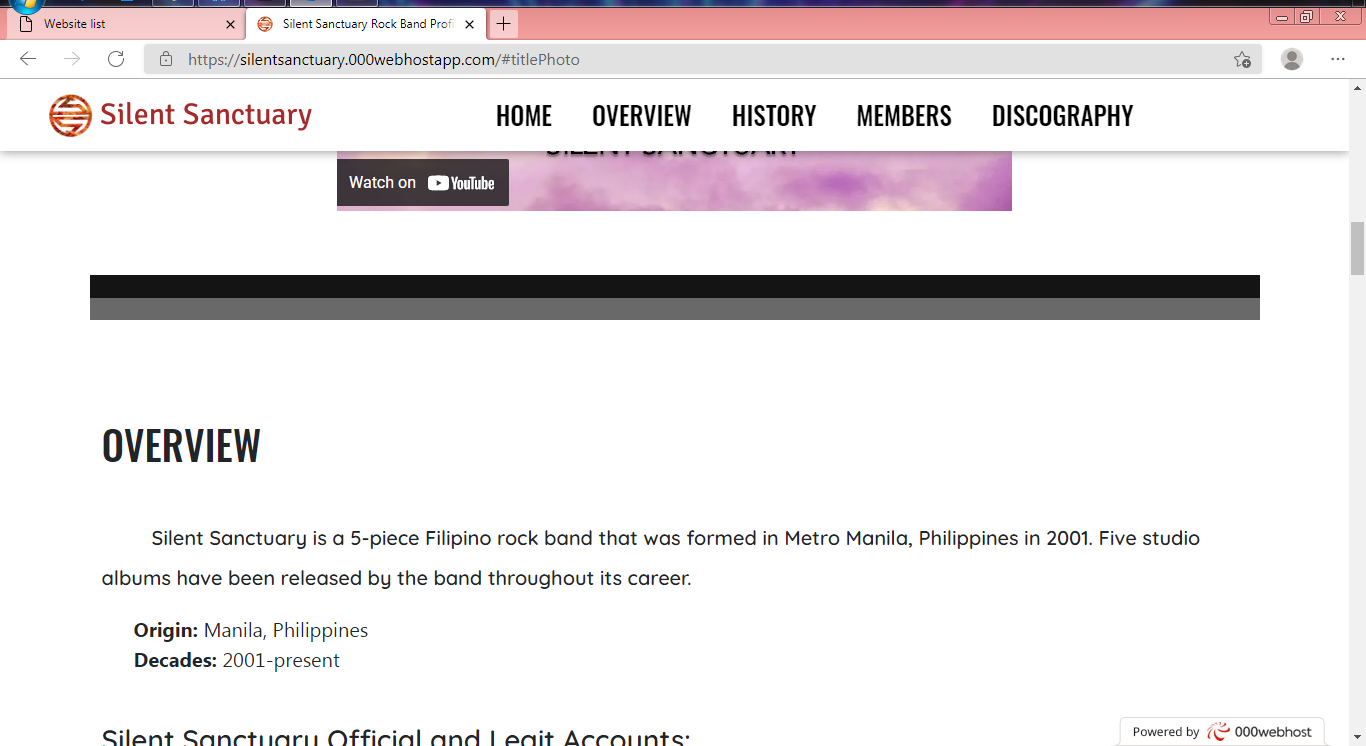 Website list
Silent Sanctuary Rock Band Profi
https://silentsanctuary.000webhostapp.com/#titlePhoto
Silent Sanctuary
HOME OVERVIEW HISTORY MEMBERS DISCOGRAPHY
SILENT SANCTUARY
Watch on YouTube
OVERVIEW
Silent Sanctuary is a 5-piece Filipino rock band that was formed in Metro Manila, Philippines in 2001. Five studio
albums have been released by the band throughout its career.
Origin: Manila, Philippines
Decades: 2001-present
Silent Sanctuary Official and Legit Accounts:
Powered by 000webhost